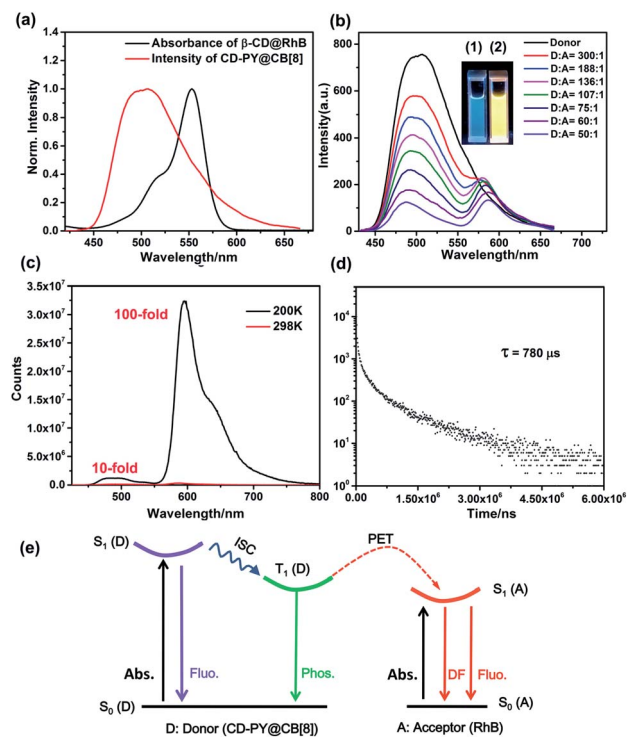 (a)
Norm. Intensity
1.4
1.2
1.0
0.8
0.6
0.4
0.2
0.0
Absorbance of β-CD@RhB
Intensity of CD-PY@CB[8]
450 500 550 600 650
Wavelength/nm
(b)
Intensity(a.u.)
800
600
400
200
0
(1) (2)
Donor
D:A= 300:1
D:A= 188:1
D:A= 138:1
D:A= 107:1
D:A= 75:1
D:A= 60:1
D:A= 50:1
450 500 550 600 650 700
Wavelength/nm
(c)
Counts
3.5x10⁷
3.0x10⁷
2.5x10⁷
2.0x10⁷
1.5x10⁷
1.0x10⁷
5.0x10⁶
0.0
100-fold
10-fold
200K
298K
500 600 700 800
Wavelength/nm
(d)
10⁴
10³
10²
10¹
10⁰
τ = 780 μs
0.00 1.50x10⁶ 3.00x10⁶ 4.50x10⁶ 6.00x10⁶
Time/ns
(e)
S₁ (D)
ISC
T₁ (D)
PET
S₁ (A)
Abs.
Fluo.
Phos.
Abs.
DF
Fluo.
S₀ (D)
S₀ (A)
D: Donor (CD-PY@CB[8])
A: Acceptor (RhB)